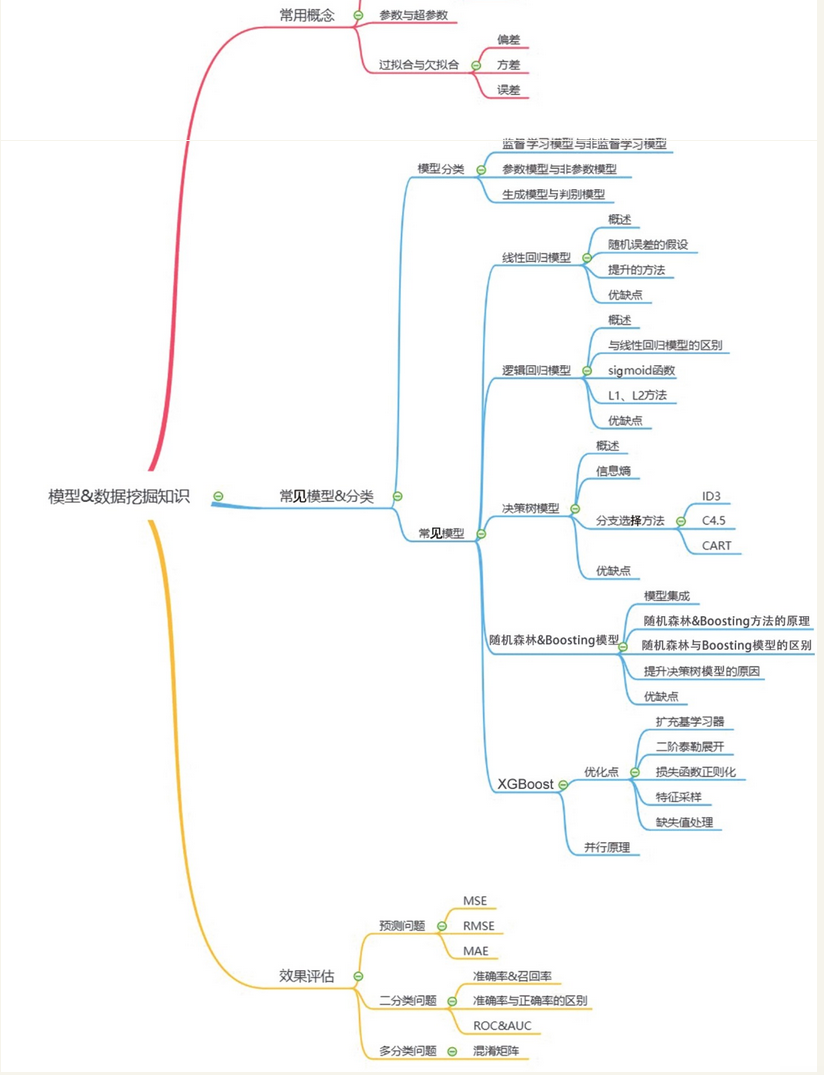 常用概念
参数与超参数
过拟合与欠拟合
偏差
方差
误差
模型&数据挖掘知识
常见模型&分类
模型分类
监督学习模型与非监督学习模型
参数模型与非参数模型
生成模型与判别模型
常见模型
线性回归模型
概述
随机误差的假设
提升的方法
优缺点
逻辑回归模型
概述
与线性回归模型的区别
sigmoid函数
L1、L2方法
优缺点
决策树模型
概述
信息熵
分支选择方法
ID3
C4.5
CART
优缺点
随机森林&Boosting模型
模型集成
随机森林&Boosting方法的原理
随机森林与Boosting模型的区别
提升决策树模型的原因
优缺点
XGBoost
优化点
扩充基学习器
二阶泰勒展开
损失函数正则化
特征采样
缺失值处理
并行原理
效果评估
预测问题
MSE
RMSE
MAE
二分类问题
准确率&召回率
准确率与正确率的区别
ROC&AUC
多分类问题
混淆矩阵